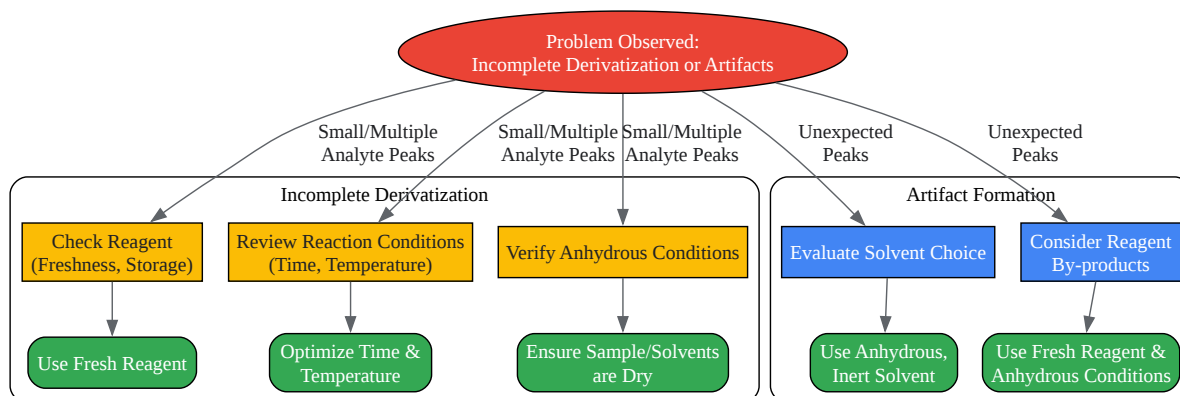 Problem Observed:
Incomplete Derivatization or Artifacts
Small/Multiple
Analyte Peaks
Small/Multiple
Analyte Peaks
Small/Multiple
Analyte Peaks
Unexpected
Peaks
Unexpected
Peaks
Incomplete Derivatization
Artifact Formation
Check Reagent
(Freshness, Storage)
Review Reaction Conditions
(Time, Temperature)
Verify Anhydrous Conditions
Evaluate Solvent Choice
Consider Reagent
By-products
Use Fresh Reagent
Optimize Time &
Temperature
Ensure Sample/Solvents
are Dry
Use Anhydrous,
Inert Solvent
Use Fresh Reagent &
Anhydrous Conditions